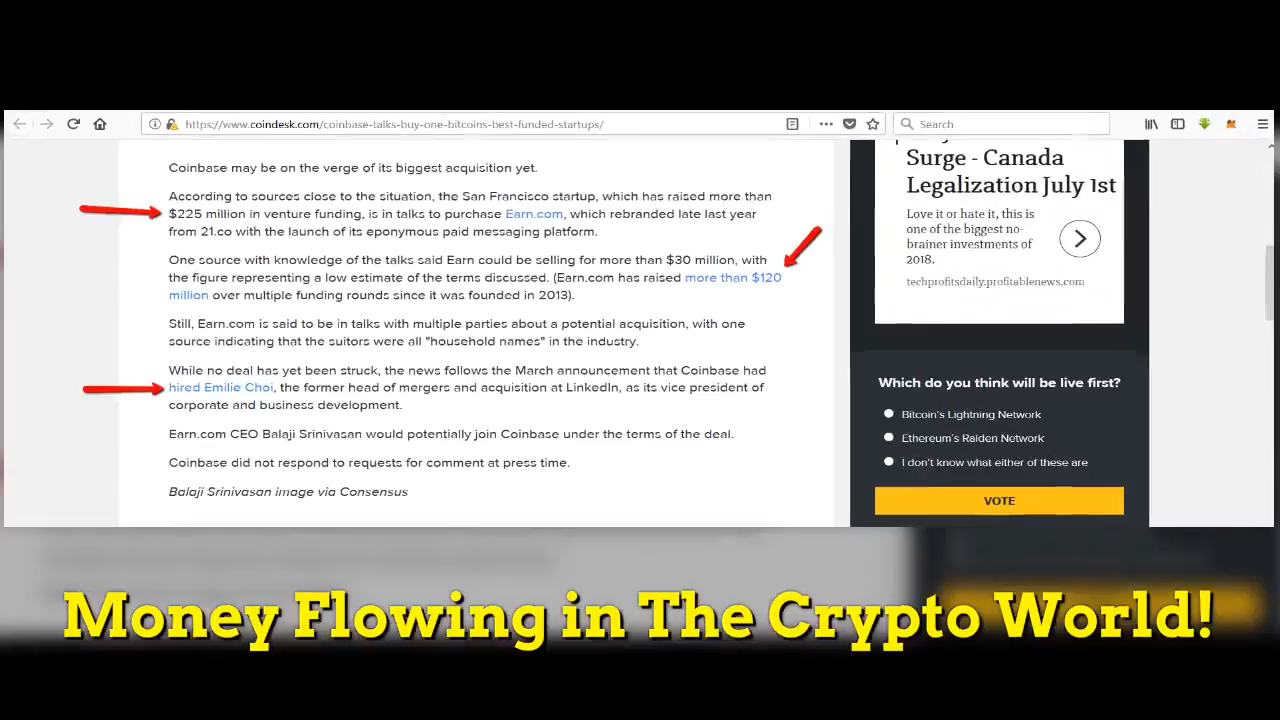 https://www.coindesk.com/coinbase-talks-buy-one-bitcoins-best-funded-startups/
Search
Coinbase may be on the verge of its biggest acquisition yet.
According to sources close to the situation, the San Francisco startup, which has raised more than
$225 million in venture funding, is in talks to purchase Earn.com, which rebranded late last year
from 21.co with the launch of its eponymous paid messaging platform.
One source with knowledge of the talks said Earn could be selling for more than $30 million, with
the figure representing a low estimate of the terms discussed. (Earn.com has raised more than $120
million over multiple funding rounds since it was founded in 2013).
Still, Earn.com is said to be in talks with multiple parties about a potential acquisition, with one
source indicating that the suitors were all "household names" in the industry.
While no deal has yet been struck, the news follows the March announcement that Coinbase had
hired Emilie Choi, the former head of mergers and acquisition at LinkedIn, as its vice president of
corporate and business development.
Earn.com CEO Balaji Srinivasan would potentially join Coinbase under the terms of the deal.
Coinbase did not respond to requests for comment at press time.
Balaji Srinivasan image via Consensus
Surge - Canada
Legalization July 1st
Love it or hate it, this is
one of the biggest no-
brainer investments of
2018.
techprofitsdaily.profitablenews.com
Which do you think will be live first?
Bitcoin's Lightning Network
Ethereum's Raiden Network
I don't know what either of these are
VOTE
Money Flowing in The Crypto World!